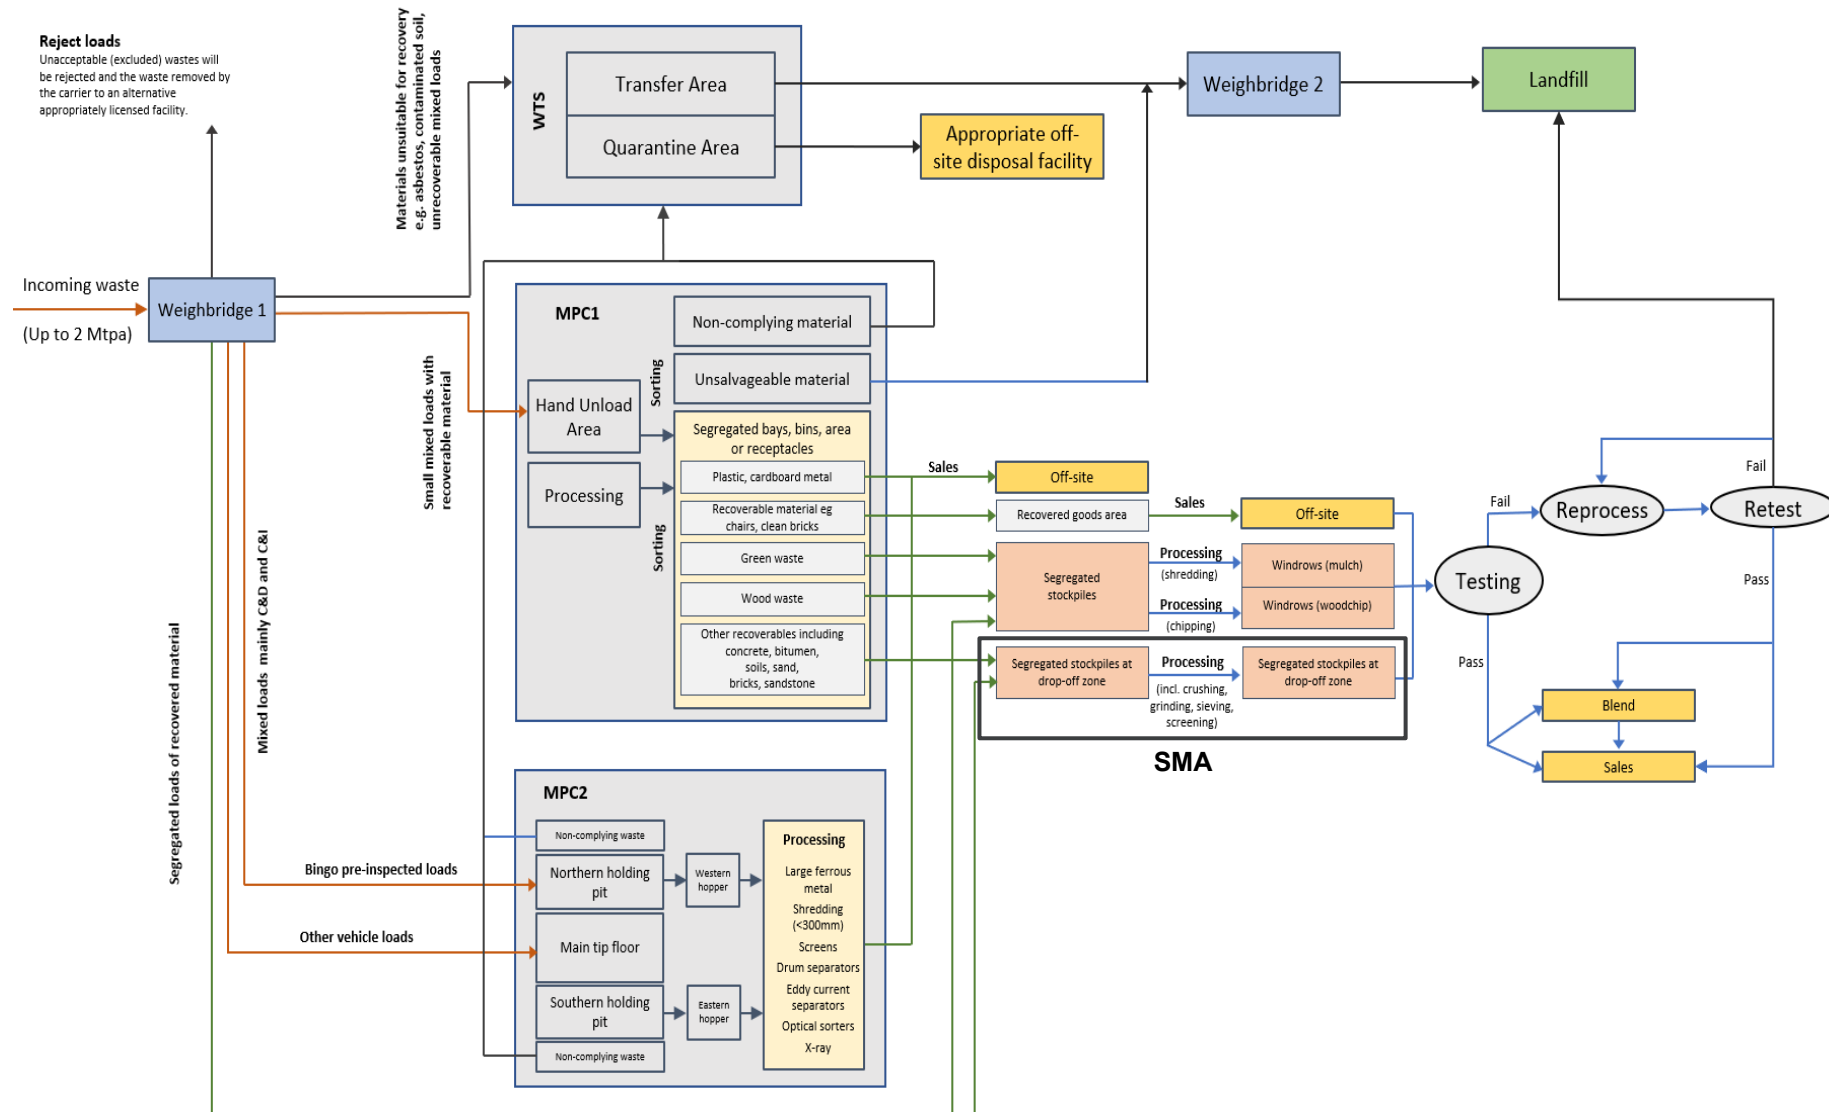 Reject loads
Unacceptable (excluded) wastes will
be rejected and the waste removed by
the carrier to an alternative
appropriately licensed facility.
Materials unsuitable for recovery
e.g. asbestos, contaminated soil,
unrecoverable mixed loads
WTS
Transfer Area
Quarantine Area
Appropriate off-
site disposal facility
Weighbridge 2
Landfill
Incoming waste
(Up to 2 Mtpa)
Weighbridge 1
Small mixed loads with
recoverable material
Mixed loads mainly C&D and C&I
Segregated loads of recovered material
MPC1
Hand Unload
Area
Processing
Sorting
Sorting
Non-complying material
Unsalvageable material
Segregated bays, bins, area
or receptacles
Plastic, cardboard metal
Recoverable material eg
chairs, clean bricks
Green waste
Wood waste
Other recoverables including
concrete, bitumen,
soils, sand,
bricks, sandstone
Sales
Off-site
Recovered goods area
Sales
Off-site
Segregated
stockpiles
Processing
(shredding)
Windrows (mulch)
Processing
(chipping)
Windrows (woodchip)
Segregated stockpiles at
drop-off zone
Processing
(incl. crushing,
grinding, sieving,
screening)
Segregated stockpiles at
drop-off zone
SMA
Testing
Fail
Reprocess
Retest
Fail
Pass
Pass
Blend
Sales
MPC2
Non-complying waste
Northern holding
pit
Western
hopper
Main tip floor
Southern holding
pit
Eastern
hopper
Non-complying waste
Bingo pre-inspected loads
Other vehicle loads
Processing
Large ferrous
metal
Shredding
(<300mm)
Screens
Drum separators
Eddy current
separators
Optical sorters
X-ray